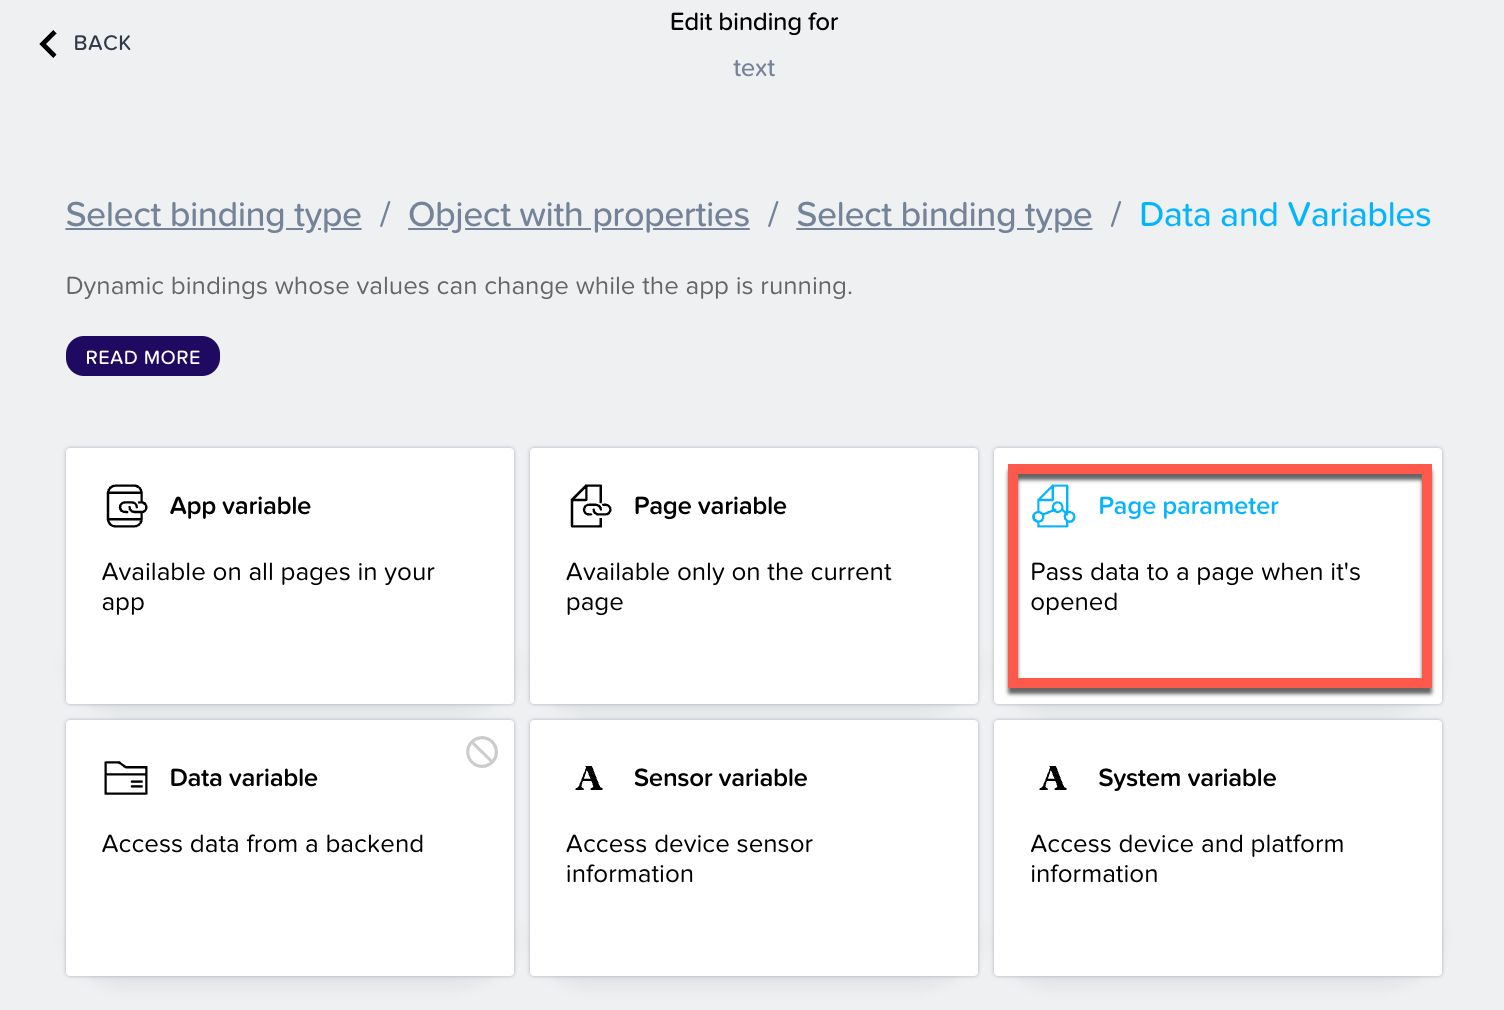 BACK
Edit binding for
text
Select binding type / Object with properties / Select binding type / Data and Variables
Dynamic bindings whose values can change while the app is running.
READ MORE
App variable
Available on all pages in your
app
Page variable
Available only on the current
page
Page parameter
Pass data to a page when it's
opened
Data variable
Access data from a backend
A Sensor variable
Access device sensor
information
A System variable
Access device and platform
information